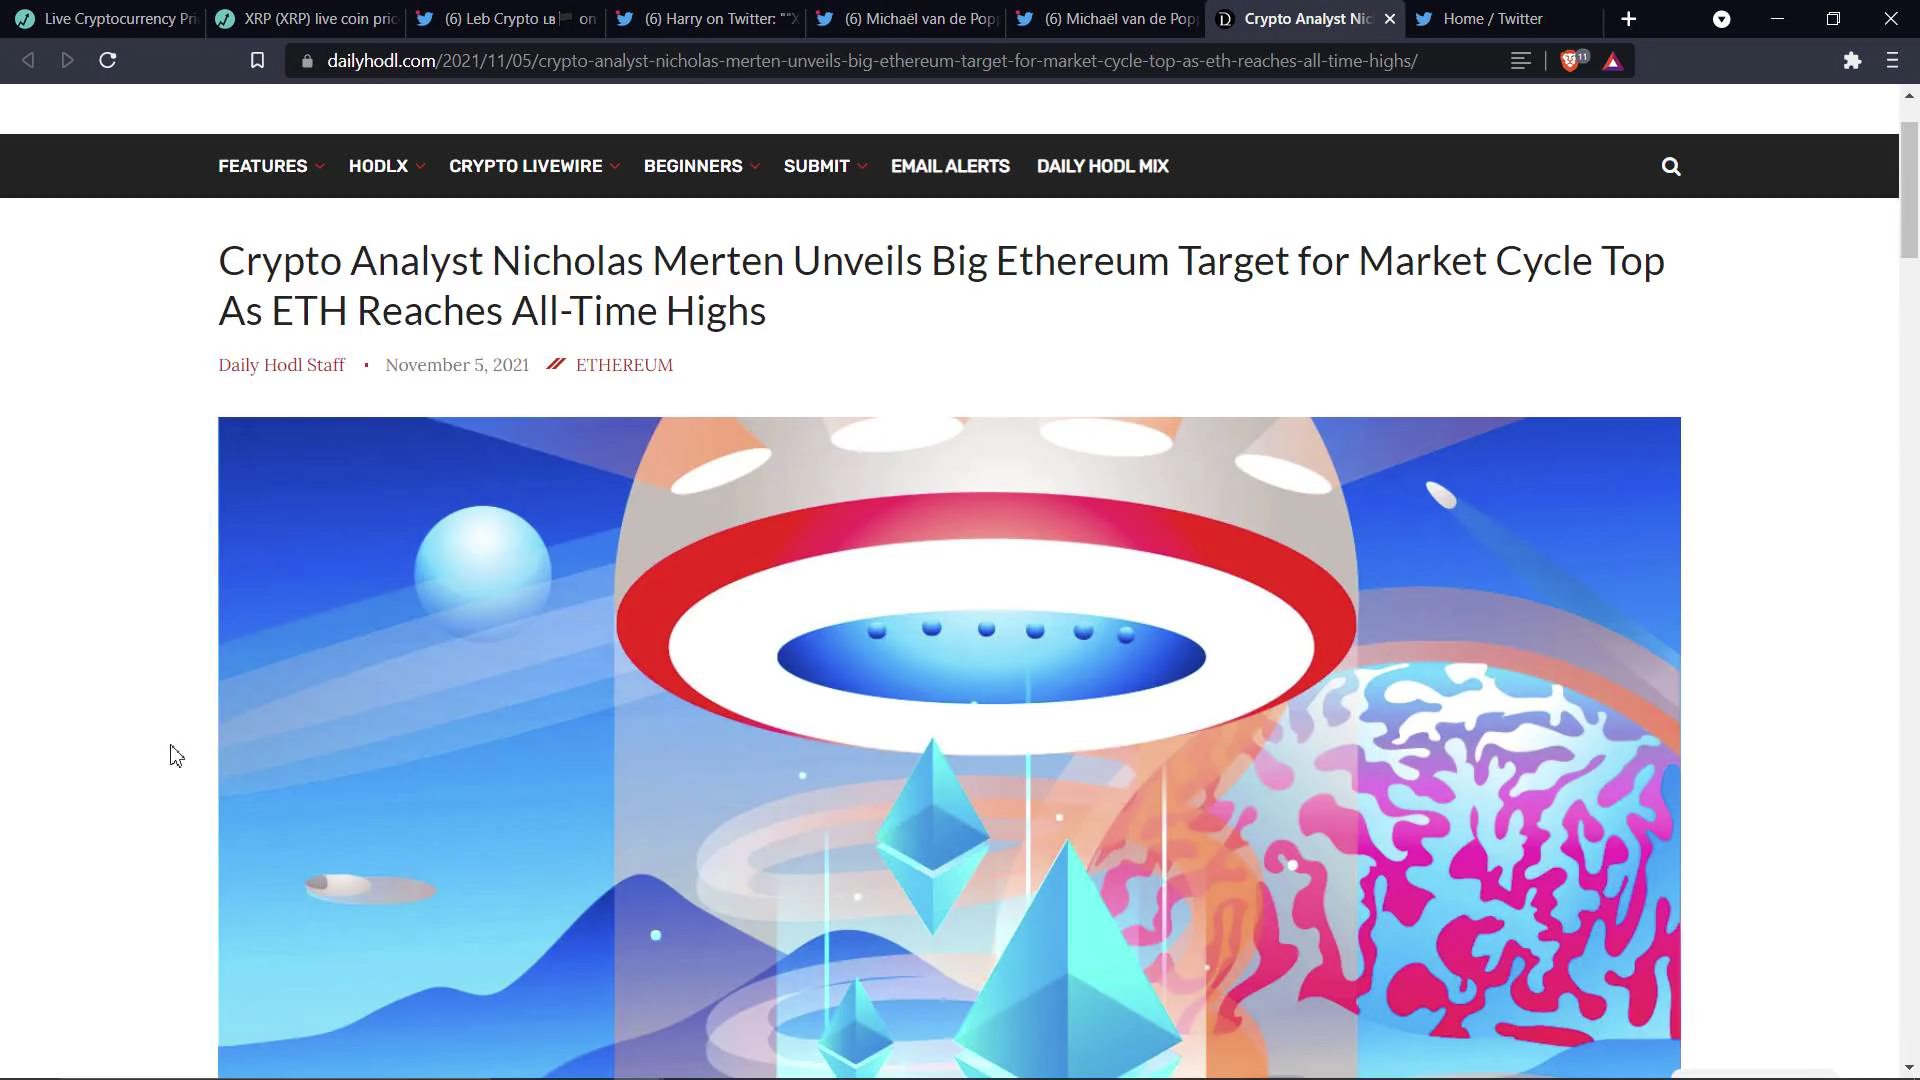 Live Cryptocurrency Pri
XRP (XRP) live coin pric
(6) Leb Crypto 🇱🇧🏴 on
(6) Harry on Twitter: ""X
(6) Michaël van de Pop
(6) Michaël van de Pop
Crypto Analyst Nic
Home / Twitter
dailyhodl.com/2021/11/05/crypto-analyst-nicholas-merten-unveils-big-ethereum-target-for-market-cycle-top-as-eth-reaches-all-time-highs/
11
FEATURES HODLX CRYPTO LIVEWIRE BEGINNERS SUBMIT EMAIL ALERTS DAILY HODL MIX
Crypto Analyst Nicholas Merten Unveils Big Ethereum Target for Market Cycle Top
As ETH Reaches All-Time Highs
Daily Hodl Staff • November 5, 2021 ETHEREUM